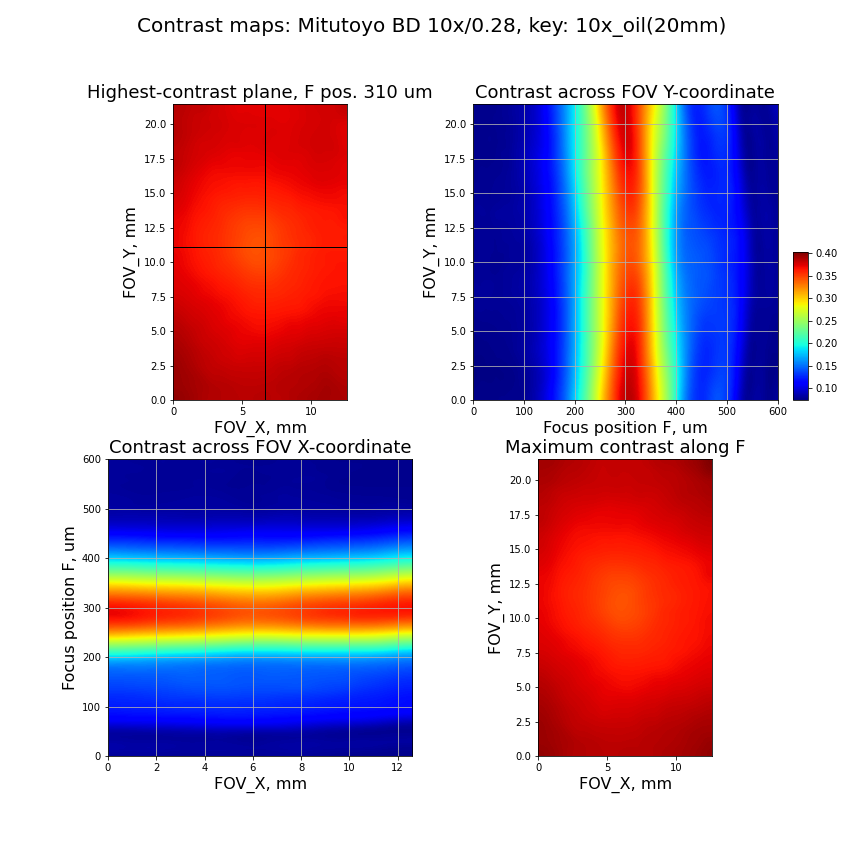 Contrast maps: Mitutoyo BD 10x/0.28, key: 10x_oil(20mm)
Highest-contrast plane, F pos. 310 um
20.0
17.5
15.0
12.5
10.0
7.5
5.0
2.5
0.0
FOV_Y, mm
0 5 10
FOV_X, mm
Contrast across FOV Y-coordinate
20.0
17.5
15.0
12.5
10.0
7.5
5.0
2.5
0.0
FOV_Y, mm
0 100 200 300 400 500 600
Focus position F, um
0.40
0.35
0.30
0.25
0.20
0.15
0.10
Contrast across FOV X-coordinate
600
500
400
300
200
100
0
Focus position F, um
0 2 4 6 8 10 12
FOV_X, mm
Maximum contrast along F
20.0
17.5
15.0
12.5
10.0
7.5
5.0
2.5
0.0
FOV_Y, mm
0 5 10
FOV_X, mm